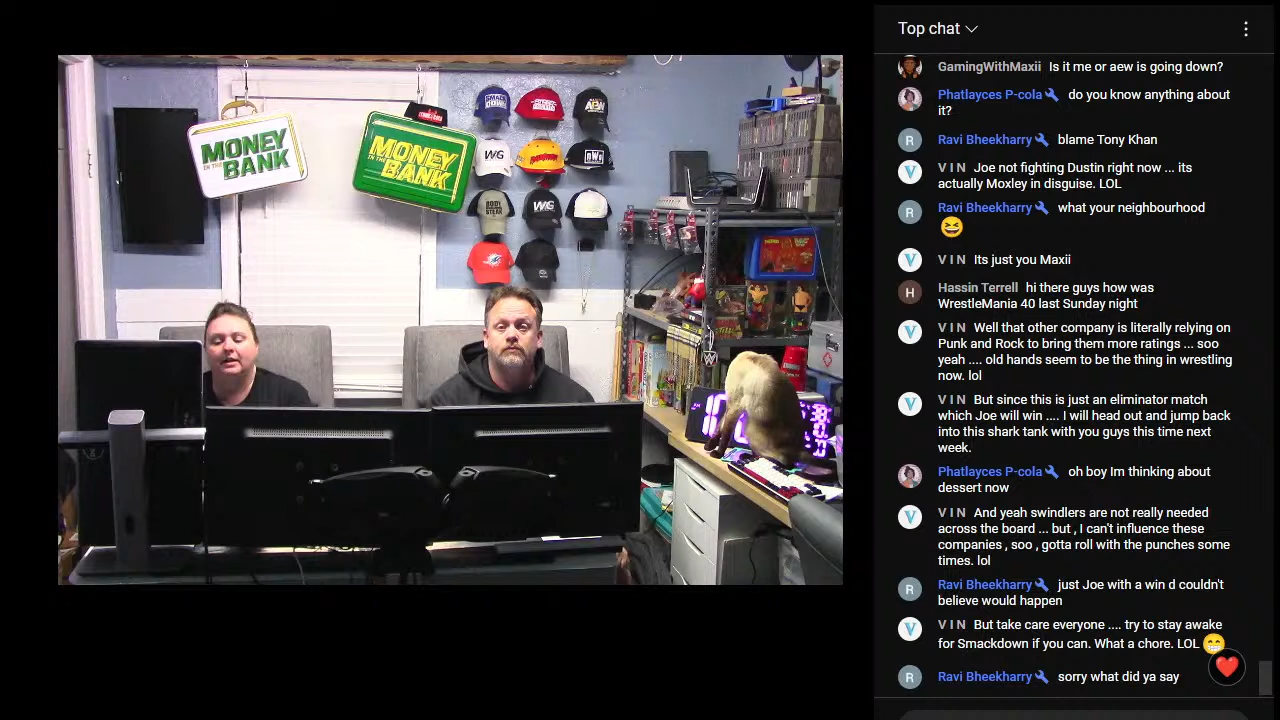 Top chat
GamingWithMaxii Is it me or aew is going down?
Phatlayces P-cola do you know anything about
it?
Ravi Bheekharry blame Tony Khan
V I N Joe not fighting Dustin right now ... its
actually Moxley in disguise. LOL
Ravi Bheekharry what your neighbourhood
😆
V I N Its just you Maxii
Hassin Terrell hi there guys how was
WrestleMania 40 last Sunday night
V I N Well that other company is literally relying on
Punk and Rock to bring them more ratings ... soo
yeah .... old hands seem to be the thing in wrestling
now. lol
V I N But since this is just an eliminator match
which Joe will win .... I will head out and jump back
into this shark tank with you guys this time next
week.
Phatlayces P-cola oh boy Im thinking about
dessert now
V I N And yeah swindlers are not really needed
across the board ... but , I can't influence these
companies , soo , gotta roll with the punches some
times. lol
Ravi Bheekharry just Joe with a win d couldn't
believe would happen
V I N But take care everyone .... try to stay awake
for Smackdown if you can. What a chore. LOL 😁
Ravi Bheekharry sorry what did ya say
MONEY
IN THE BANK
MONEY
IN THE BANK
AEW
nWo